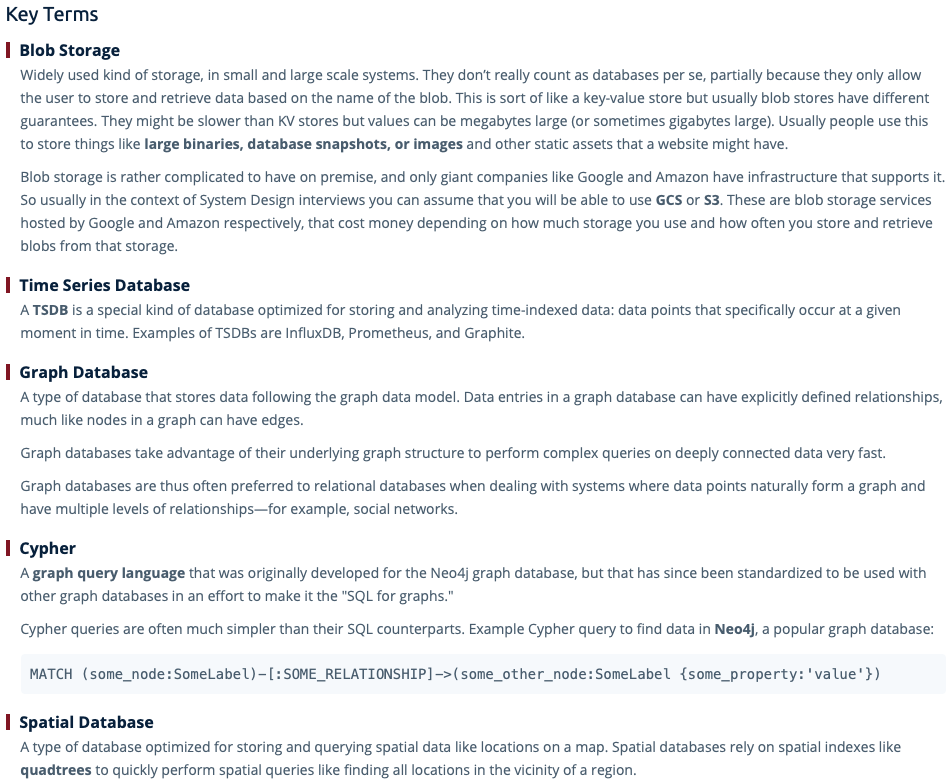 Key Terms
Blob Storage
Widely used kind of storage, in small and large scale systems. They don’t really count as databases per se, partially because they only allow
the user to store and retrieve data based on the name of the blob. This is sort of like a key-value store but usually blob stores have different
guarantees. They might be slower than KV stores but values can be megabytes large (or sometimes gigabytes large). Usually people use this
to store things like large binaries, database snapshots, or images and other static assets that a website might have.
Blob storage is rather complicated to have on premise, and only giant companies like Google and Amazon have infrastructure that supports it.
So usually in the context of System Design interviews you can assume that you will be able to use GCS or S3. These are blob storage services
hosted by Google and Amazon respectively, that cost money depending on how much storage you use and how often you store and retrieve
blobs from that storage.
Time Series Database
A TSDB is a special kind of database optimized for storing and analyzing time-indexed data: data points that specifically occur at a given
moment in time. Examples of TSDBs are InfluxDB, Prometheus, and Graphite.
Graph Database
A type of database that stores data following the graph data model. Data entries in a graph database can have explicitly defined relationships,
much like nodes in a graph can have edges.
Graph databases take advantage of their underlying graph structure to perform complex queries on deeply connected data very fast.
Graph databases are thus often preferred to relational databases when dealing with systems where data points naturally form a graph and
have multiple levels of relationships—for example, social networks.
Cypher
A graph query language that was originally developed for the Neo4j graph database, but that has since been standardized to be used with
other graph databases in an effort to make it the "SQL for graphs."
Cypher queries are often much simpler than their SQL counterparts. Example Cypher query to find data in Neo4j, a popular graph database:
MATCH (some_node:SomeLabel)-[:SOME_RELATIONSHIP]->(some_other_node:SomeLabel {some_property:'value'})
Spatial Database
A type of database optimized for storing and querying spatial data like locations on a map. Spatial databases rely on spatial indexes like
quadtrees to quickly perform spatial queries like finding all locations in the vicinity of a region.